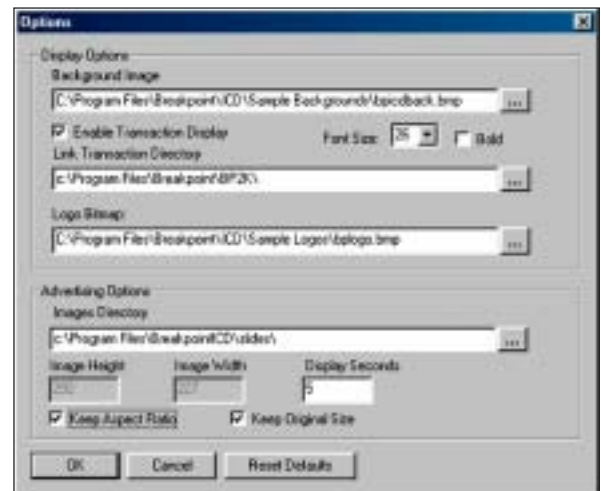 Options
Display Options
Background Image
C:\Program Files\Breakpoint\ICD\Sample Backgrounds\bpicdback.bmp ...
Enable Transaction Display Font Size: 26 Bold
Link Transaction Directory
c:\Program Files\Breakpoint\BP2K\ ...
Logo Bitmap:
C:\Program Files\Breakpoint\ICD\Sample Logos\bplogo.bmp ...
Advertising Options
Images Directory
c:\Program Files\Breakpoint\ICD\slides\ ...
Image Height Image Width Display Seconds
5
Keep Aspect Ratio Keep Original Size
OK Cancel Reset Defaults